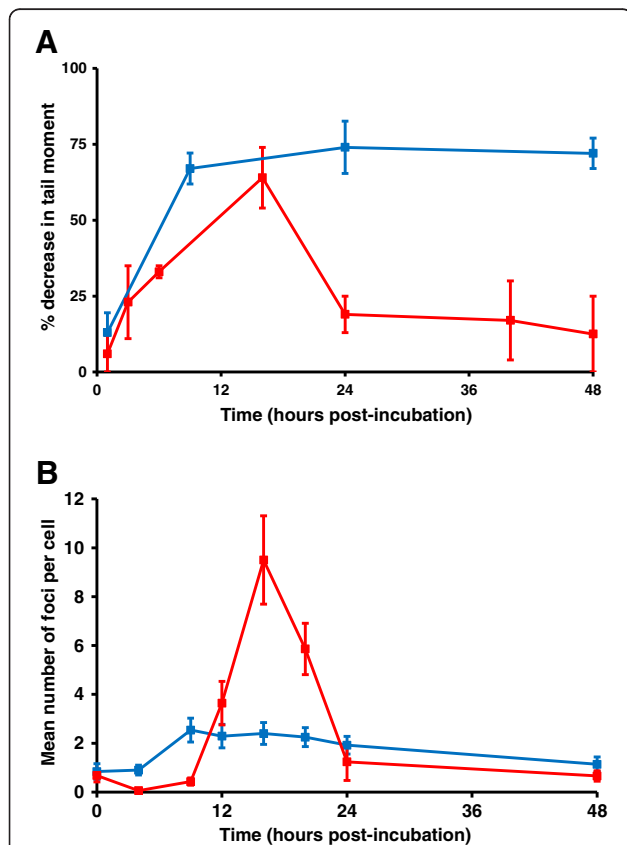 A
100
75
50
25
0
0 12 24 36 48
% decrease in tail moment
Time (hours post-incubation)
B
12
10
8
6
4
2
0
0 12 24 36 48
Mean number of foci per cell
Time (hours post-incubation)